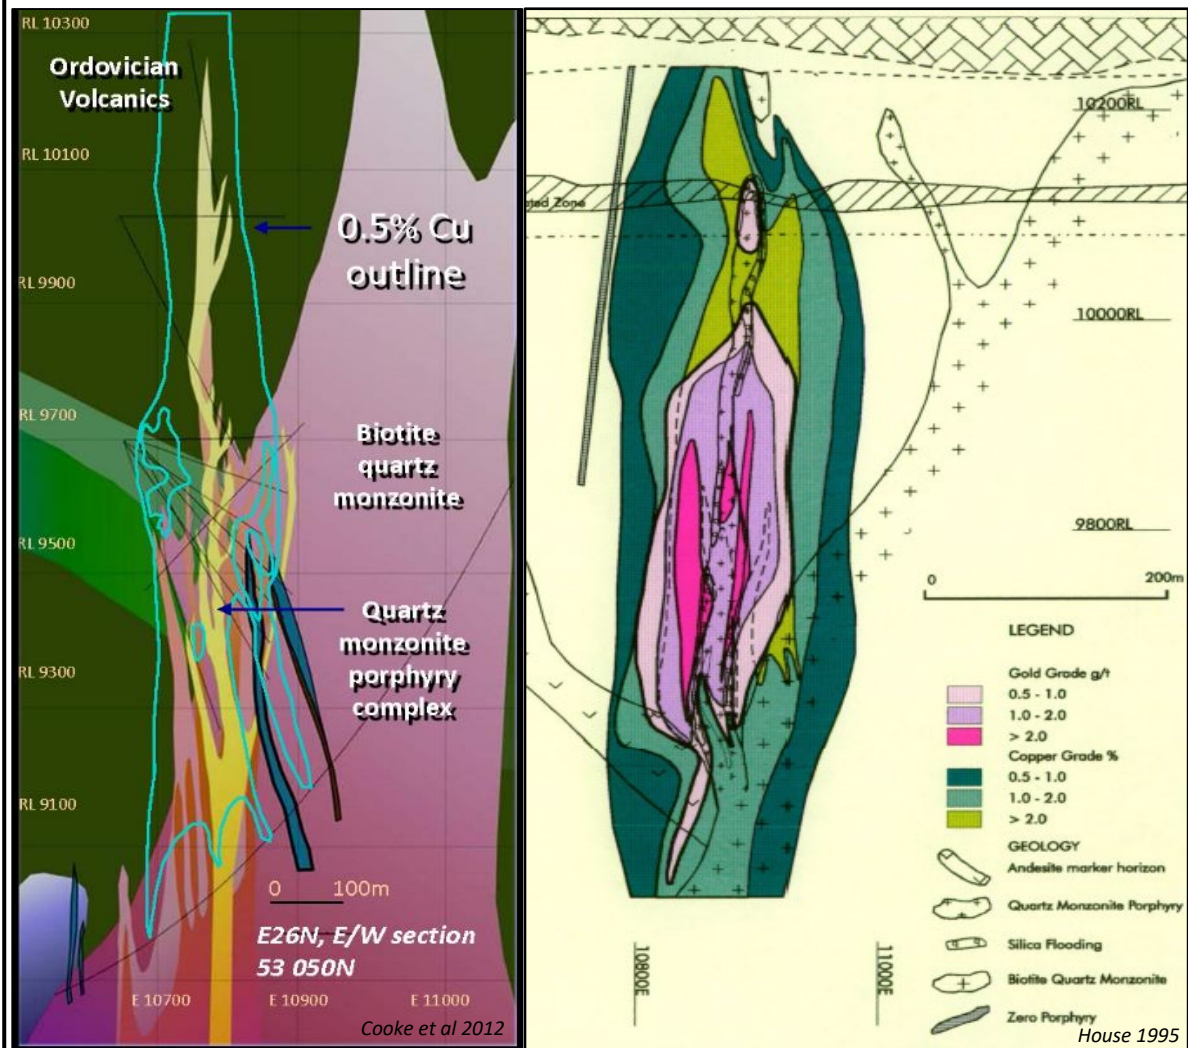 RL 10300
Ordovician
Volcanics
RL 10100
0.5% Cu
outline
RL 9900
RL 9700
Biotite
quartz
monzonite
RL 9500
Quartz
monzonite
porphyry
complex
RL 9300
RL 9100
0 100m
E26N, E/W section
53 050N
E 10700 E 10900 E 11000
Cooke et al 2012
10200RL
ated Zone
10000RL
9800RL
0 200m
LEGEND
Gold Grade g/t
0.5 - 1.0
1.0 - 2.0
> 2.0
Copper Grade %
0.5 - 1.0
1.0 - 2.0
> 2.0
GEOLOGY
Andesite marker horizon
Quartz Monzonite Porphyry
Silica Flooding
Biotite Quartz Monzonite
Zero Porphyry
10800E
11000E
House 1995